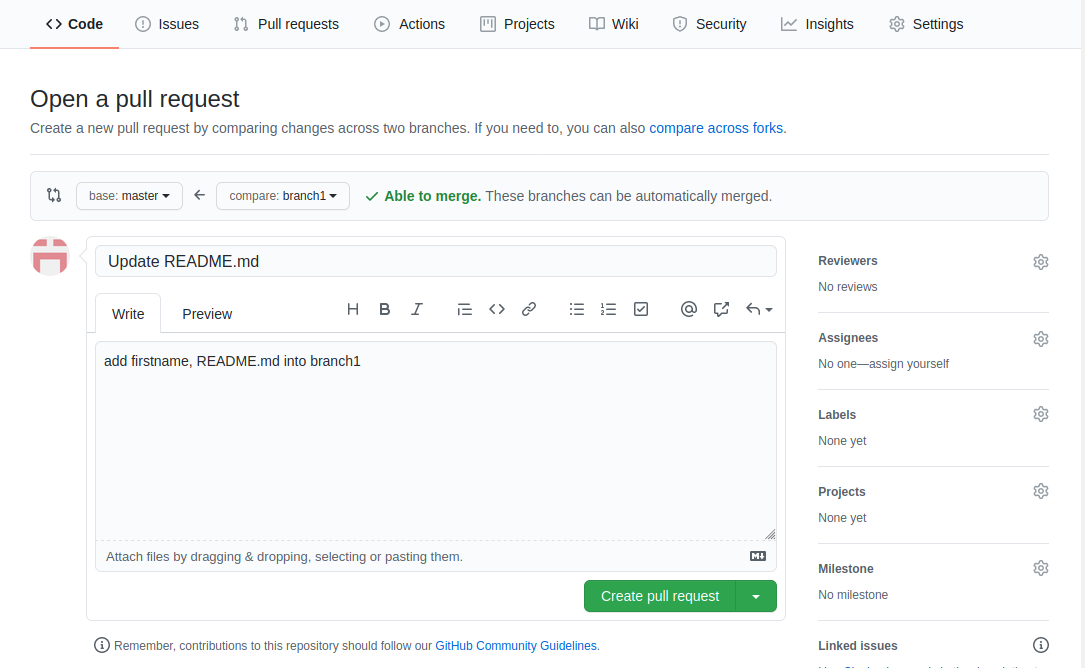 Code Issues Pull requests Actions Projects Wiki Security Insights Settings
Open a pull request
Create a new pull request by comparing changes across two branches. If you need to, you can also compare across forks.
base: master compare: branch1 Able to merge. These branches can be automatically merged.
Update README.md
Write Preview
add firstname, README.md into branch1
Attach files by dragging & dropping, selecting or pasting them.
Create pull request
Remember, contributions to this repository should follow our GitHub Community Guidelines.
Reviewers
No reviews
Assignees
No one—assign yourself
Labels
None yet
Projects
None yet
Milestone
No milestone
Linked issues